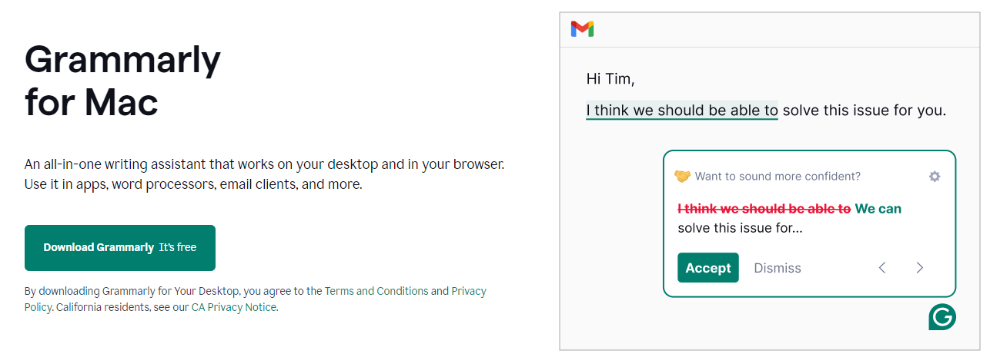 Grammarly
for Mac
An all-in-one writing assistant that works on your desktop and in your browser.
Use it in apps, word processors, email clients, and more.
Download Grammarly It's free
By downloading Grammarly for Your Desktop, you agree to the Terms and Conditions and Privacy
Policy. California residents, see our CA Privacy Notice.
Hi Tim,
I think we should be able to solve this issue for you.
Want to sound more confident?
I think we should be able to We can
solve this issue for...
Accept Dismiss